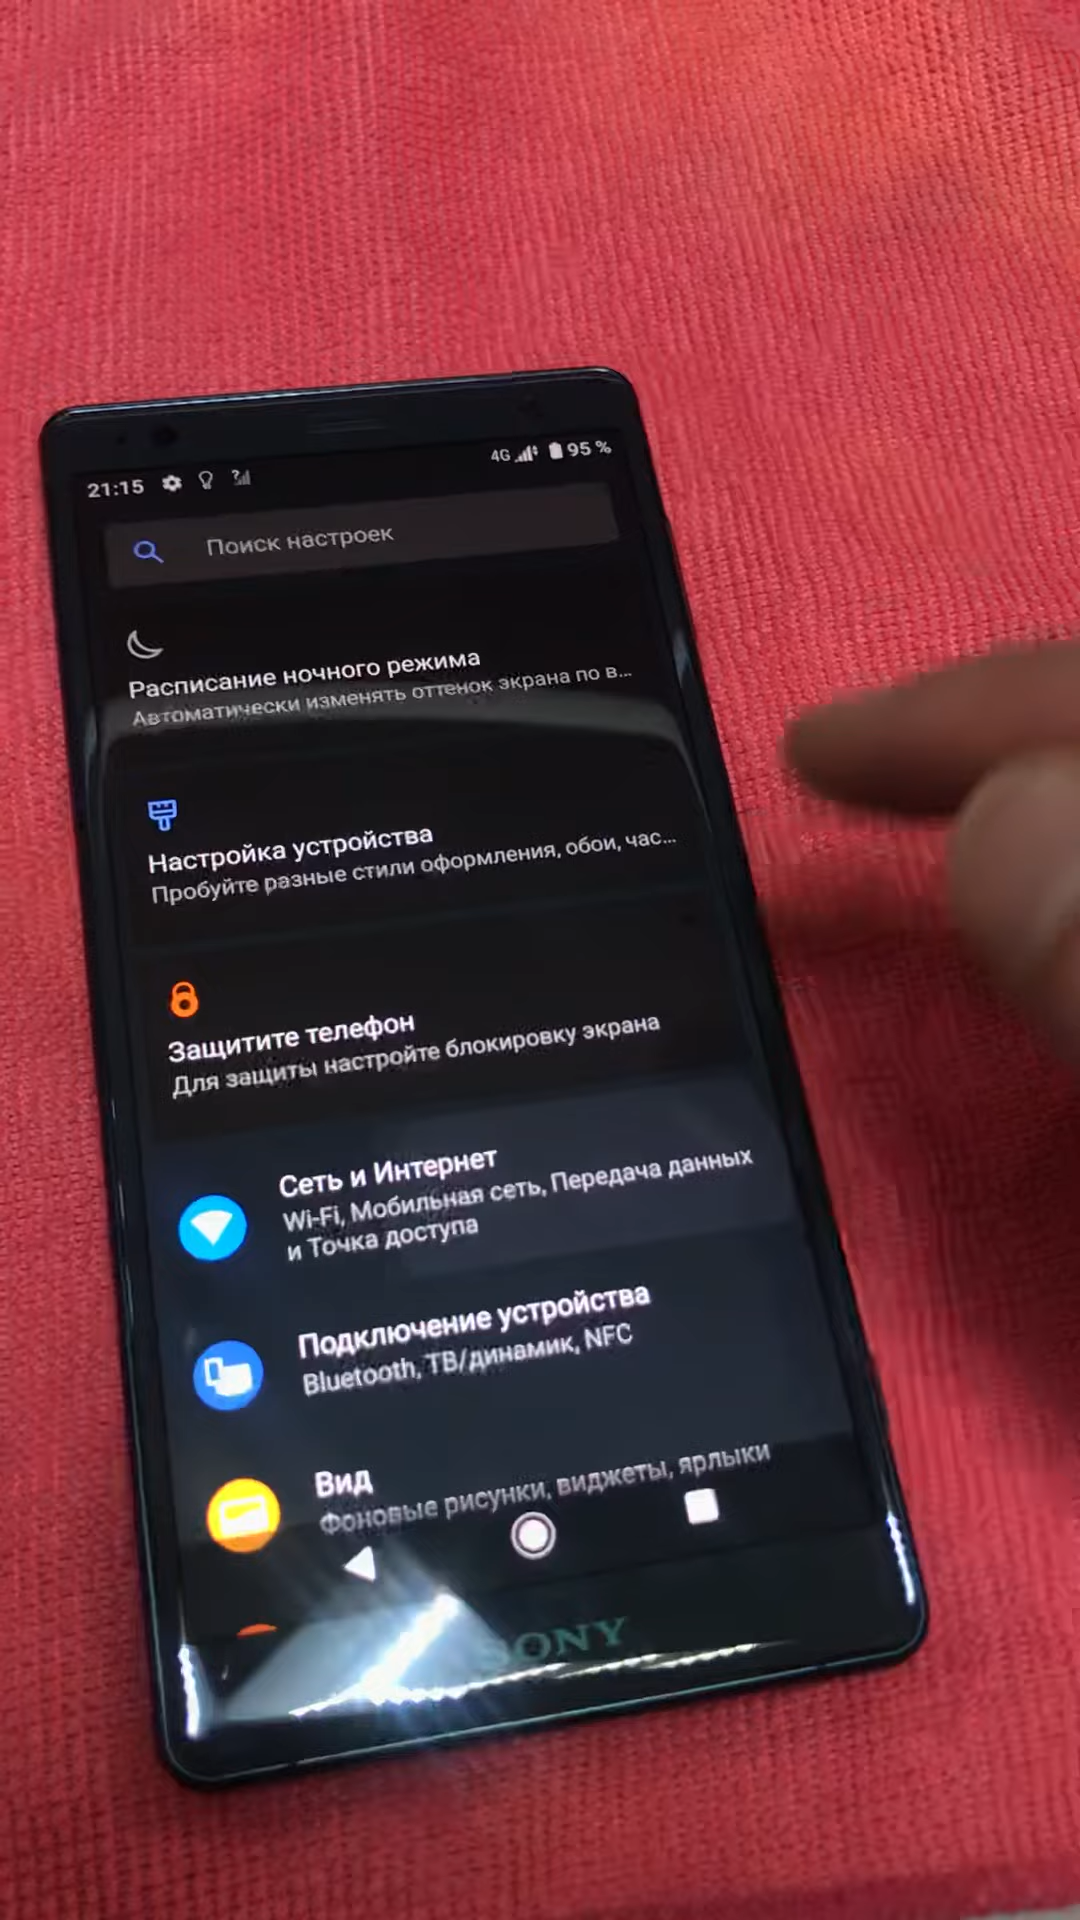 21:15 4G 95 %
Поиск настроек
Расписание ночного режима
Автоматически изменять оттенок экрана по в...
Настройка устройства
Пробуйте разные стили оформления, обои, час...
Защитите телефон
Для защиты настройте блокировку экрана
Сеть и Интернет
Wi-Fi, Мобильная сеть, Передача данных
и Точка доступа
Подключение устройства
Bluetooth, ТВ/динамик, NFC
Вид
Фоновые рисунки, виджеты, ярлыки
SONY